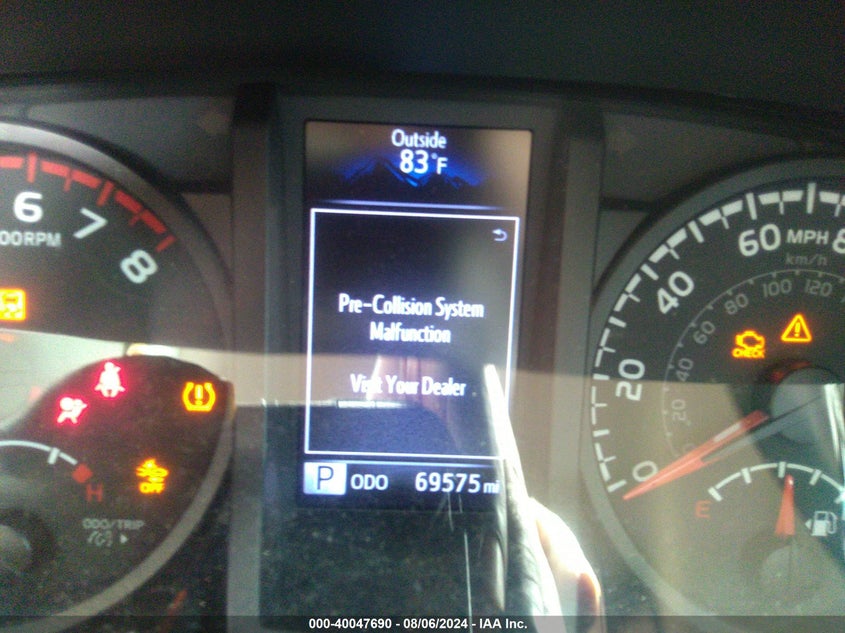 Outside
83°F
6
7
8
00RPM
Pre-Collision System
Malfunction
Visit Your Dealer
P ODO 69575 mi
H
OFF
ODO/TRIP
0
20
40
60
8
MPH
km/h
20
40
60
80
100
120
CHECK
E
000-40047690 - 08/06/2024 - IAA Inc.